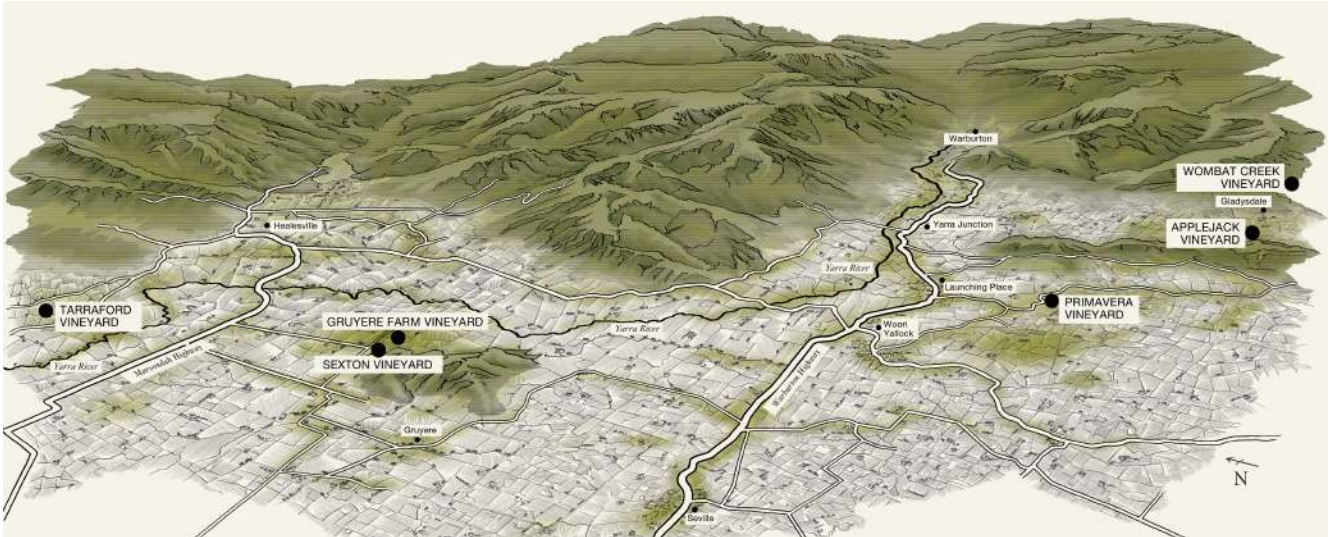 Warburton
WOMBAT CREEK
VINEYARD
Gladysdale
Healesville
Yarra Junction
APPLEJACK
VINEYARD
Yarra River
Launching Place
TARRAFORD
VINEYARD
PRIMAVERA
VINEYARD
GRUYERE FARM VINEYARD
Yarra River
Woori
Yallock
SEXTON VINEYARD
Yarra River
Maroondah Highway
Warburton Highway
Gruyere
N
Seville